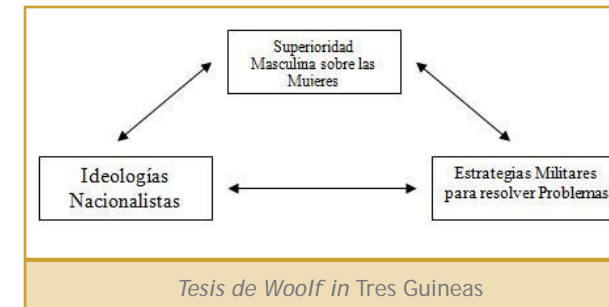 Superioridad
Masculina sobre las
Mujeres
Ideologías
Nacionalistas
Estrategias Militares
para resolver Problemas
Tesis de Woolf in Tres Guineas